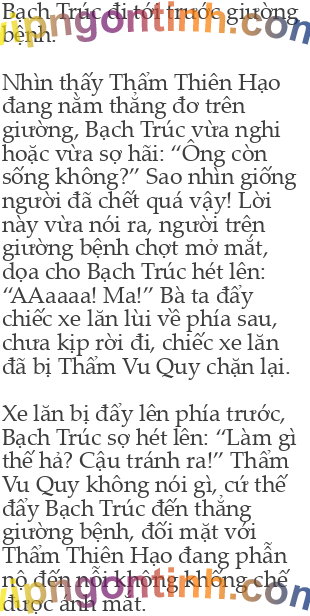 Bạch Trúc đi tới trước giường
bệnh.
vipngontinh.com
Nhìn thấy Thẩm Thiên Hạo
đang nằm thẳng đơ trên
giường, Bạch Trúc vừa nghi
hoặc vừa sợ hãi: “Ông còn
sống không?” Sao nhìn giống
người đã chết quá vậy! Lời
này vừa nói ra, người trên
giường bệnh chợt mở mắt,
dọa cho Bạch Trúc hét lên:
“AAaaaa! Ma!” Bà ta đẩy
chiếc xe lăn lùi về phía sau,
chưa kịp rời đi, chiếc xe lăn
đã bị Thẩm Vu Quy chặn lại.
Xe lăn bị đẩy lên phía trước,
Bạch Trúc sợ hét lên: “Làm gì
thế hả? Cậu tránh ra!” Thẩm
Vu Quy không nói gì, cứ thế
đẩy Bạch Trúc đến thẳng
giường bệnh, đối mặt với
Thẩm Thiên Hạo đang phẫn
nộ đến nỗi không khống chế
được ánh mắt.
vipngontinh.com